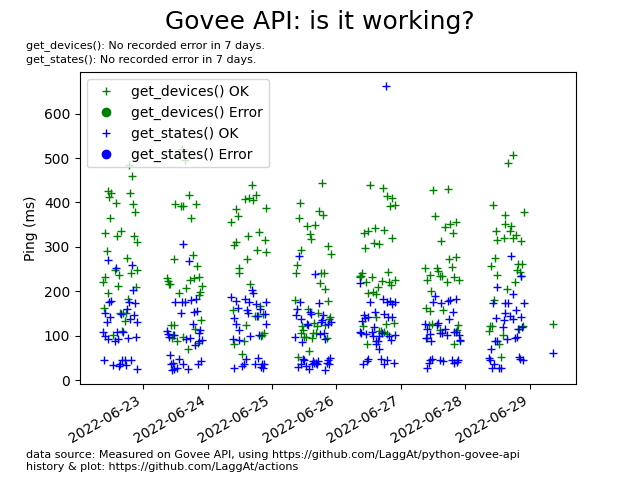 Govee API: is it working?
get_devices(): No recorded error in 7 days.
get_states(): No recorded error in 7 days.
get_devices() OK
get_devices() Error
get_states() OK
get_states() Error
Ping (ms)
600
500
400
300
200
100
0
2022-06-23
2022-06-24
2022-06-25
2022-06-26
2022-06-27
2022-06-28
2022-06-29
data source: Measured on Govee API, using https://github.com/LaggAt/python-govee-api
history & plot: https://github.com/LaggAt/actions